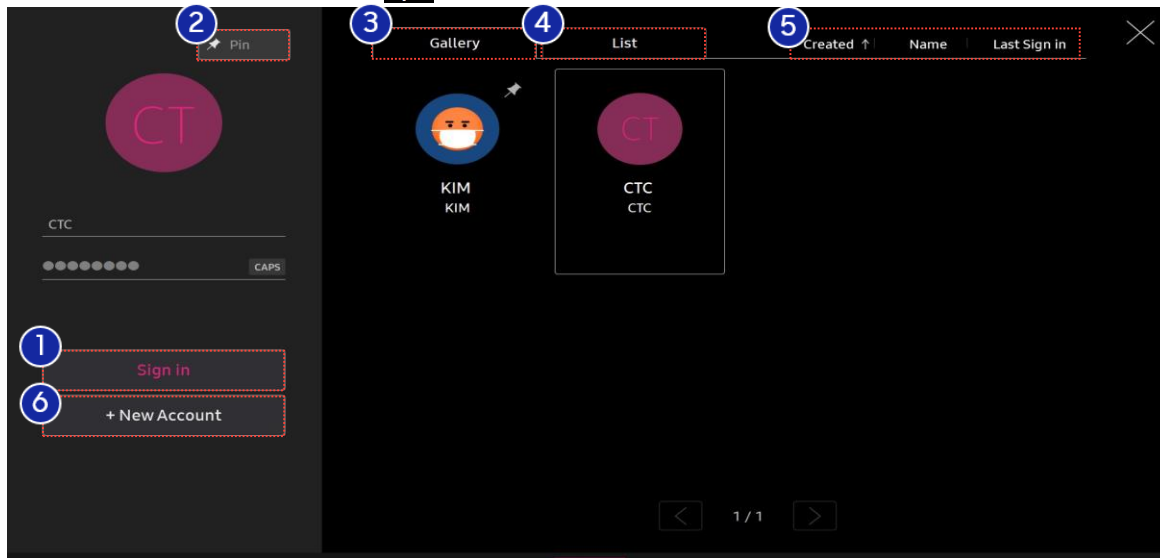 2
Pin
CT
CTC
CAPS
1
Sign in
6
+ New Account
3
Gallery
4
List
5
Created ↑ Name Last Sign in
KIM
KIM
CT
CTC
CTC
1 / 1